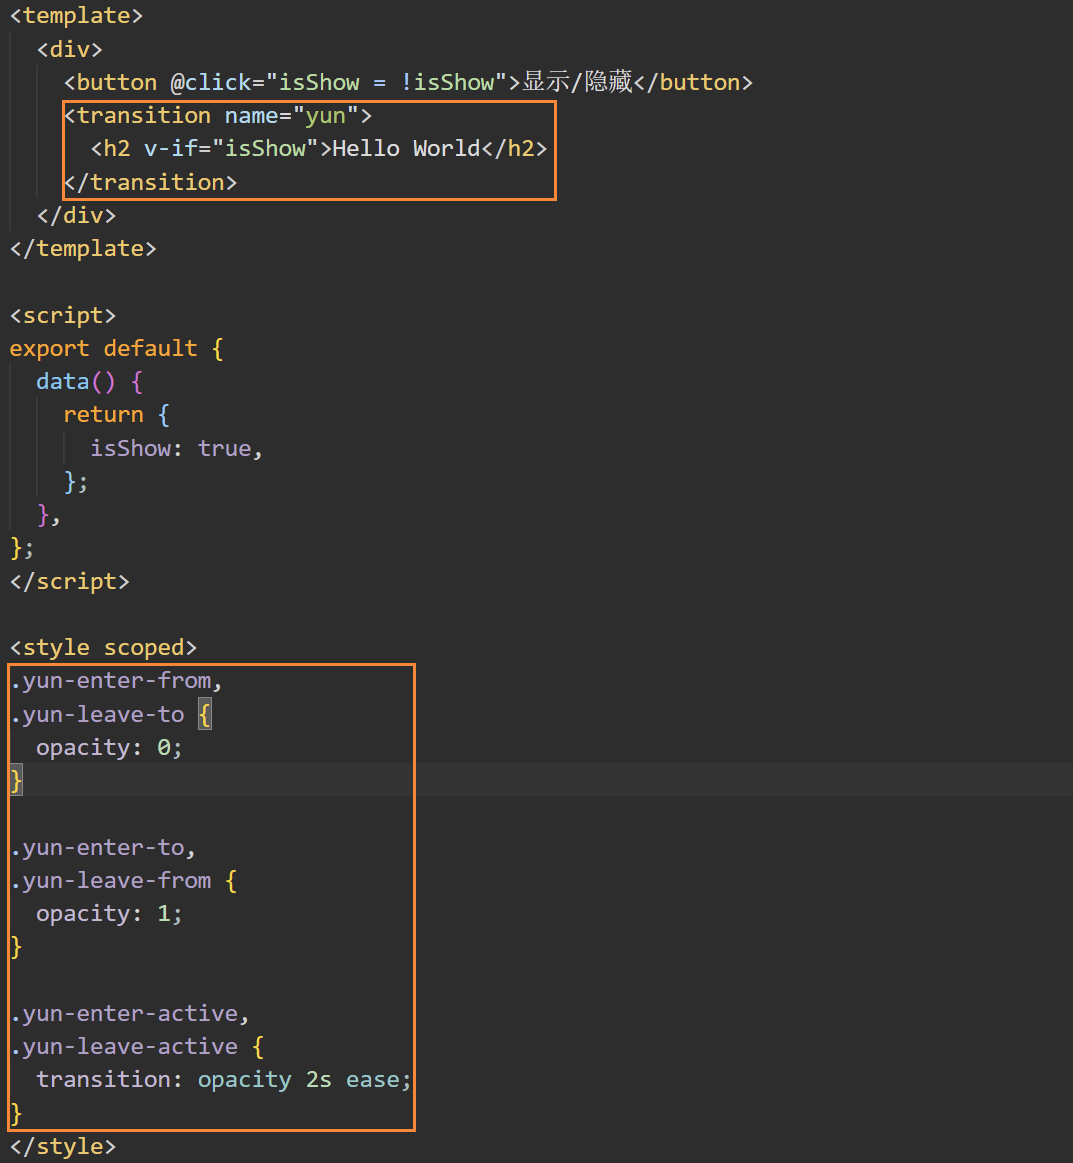 <template>
  <div>
    <button @click="isShow = !isShow">显示/隐藏</button>
    <transition name="yun">
      <h2 v-if="isShow">Hello World</h2>
    </transition>
  </div>
</template>

<script>
export default {
  data() {
    return {
      isShow: true,
    };
  },
};
</script>

<style scoped>
.yun-enter-from,
.yun-leave-to {
  opacity: 0;
}

.yun-enter-to,
.yun-leave-from {
  opacity: 1;
}

.yun-enter-active,
.yun-leave-active {
  transition: opacity 2s ease;
}
</style>